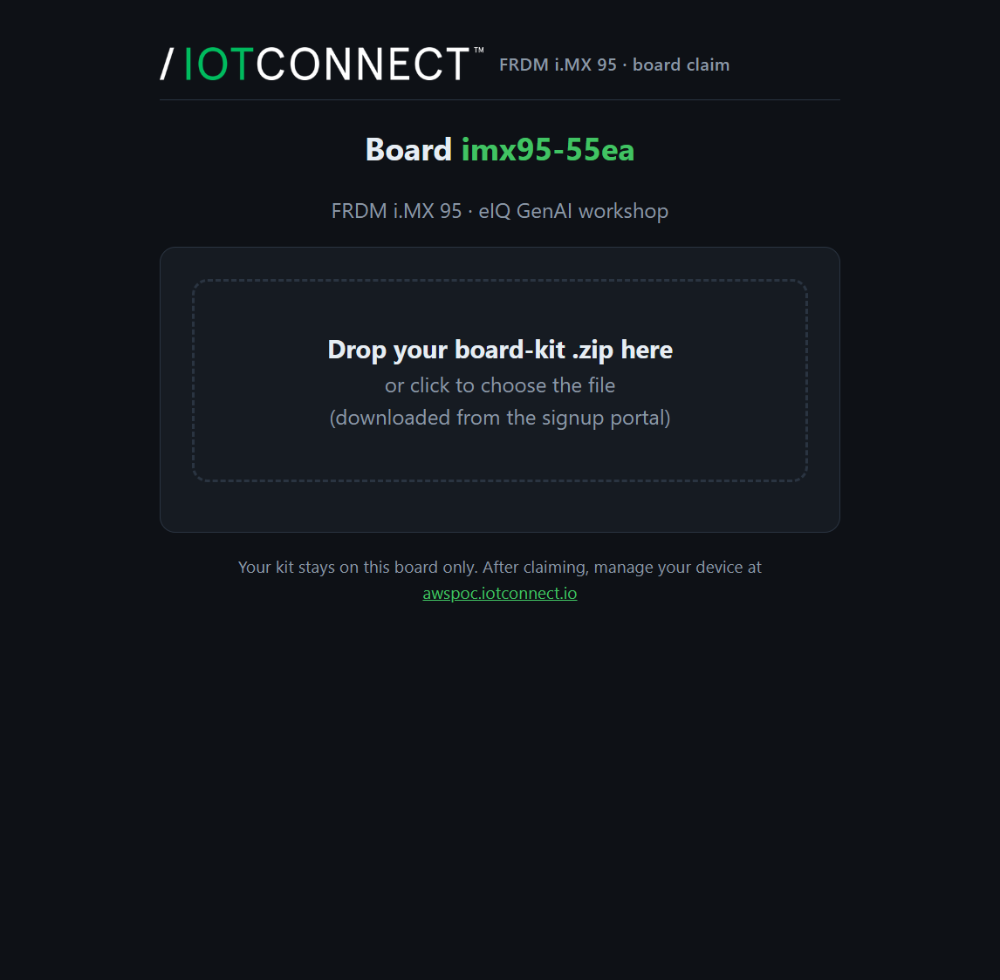 /IOTCONNECT™ FRDM i.MX 95 · board claim
Board imx95-55ea
FRDM i.MX 95 · eIQ GenAI workshop
Drop your board-kit .zip here
or click to choose the file
(downloaded from the signup portal)
Your kit stays on this board only. After claiming, manage your device at
awspoc.iotconnect.io